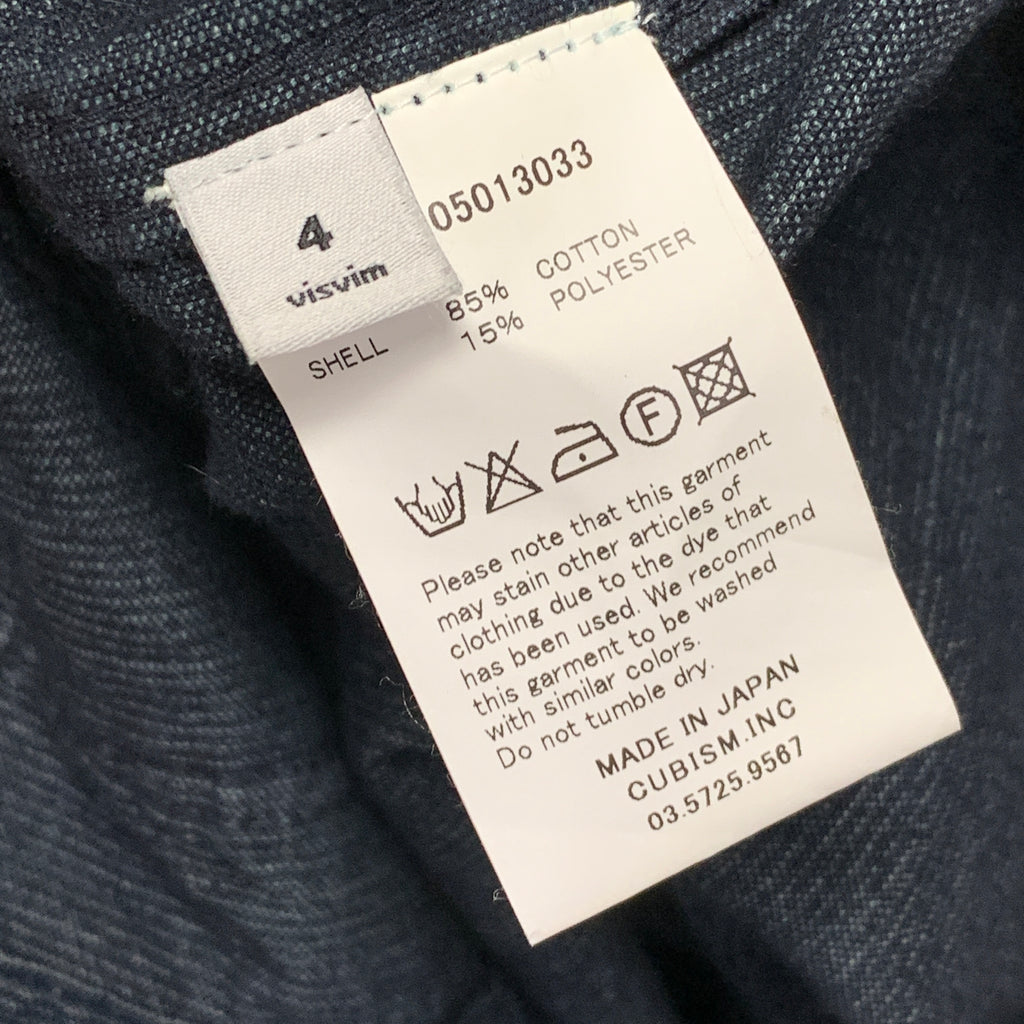 4
visvim
05013033
SHELL 85% COTTON
15% POLYESTER
F
Please note that this garment
may stain other articles of
clothing due to the dye that
has been used. We recommend
this garment to be washed
with similar colors.
Do not tumble dry.
MADE IN JAPAN
CUBISM.INC
03.5725.9567